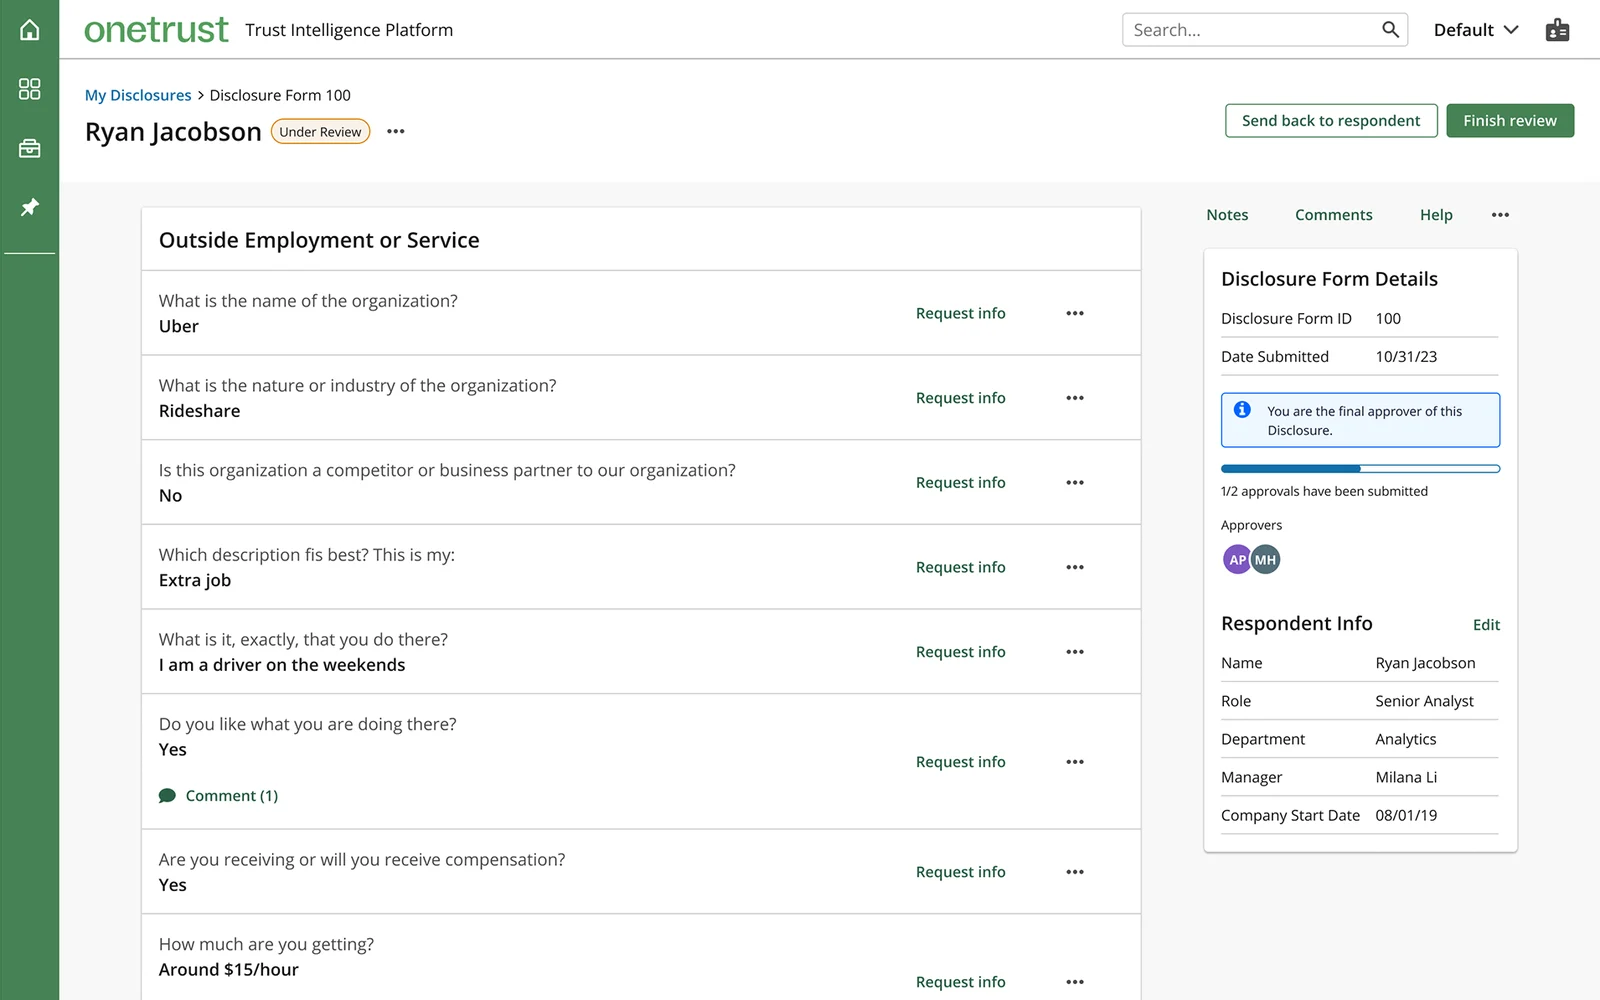 onetrust Trust Intelligence Platform
Search...
Default
My Disclosures > Disclosure Form 100
Ryan Jacobson Under Review
Send back to respondent
Finish review
Outside Employment or Service
What is the name of the organization?
Uber
Request info
What is the nature or industry of the organization?
Rideshare
Request info
Is this organization a competitor or business partner to our organization?
No
Request info
Which description fis best? This is my:
Extra job
Request info
What is it, exactly, that you do there?
I am a driver on the weekends
Request info
Do you like what you are doing there?
Yes
Request info
Comment (1)
Are you receiving or will you receive compensation?
Yes
Request info
How much are you getting?
Around $15/hour
Request info
Notes Comments Help
Disclosure Form Details
Disclosure Form ID 100
Date Submitted 10/31/23
You are the final approver of this
Disclosure.
1/2 approvals have been submitted
Approvers
AP MH
Respondent Info Edit
Name Ryan Jacobson
Role Senior Analyst
Department Analytics
Manager Milana Li
Company Start Date 08/01/19